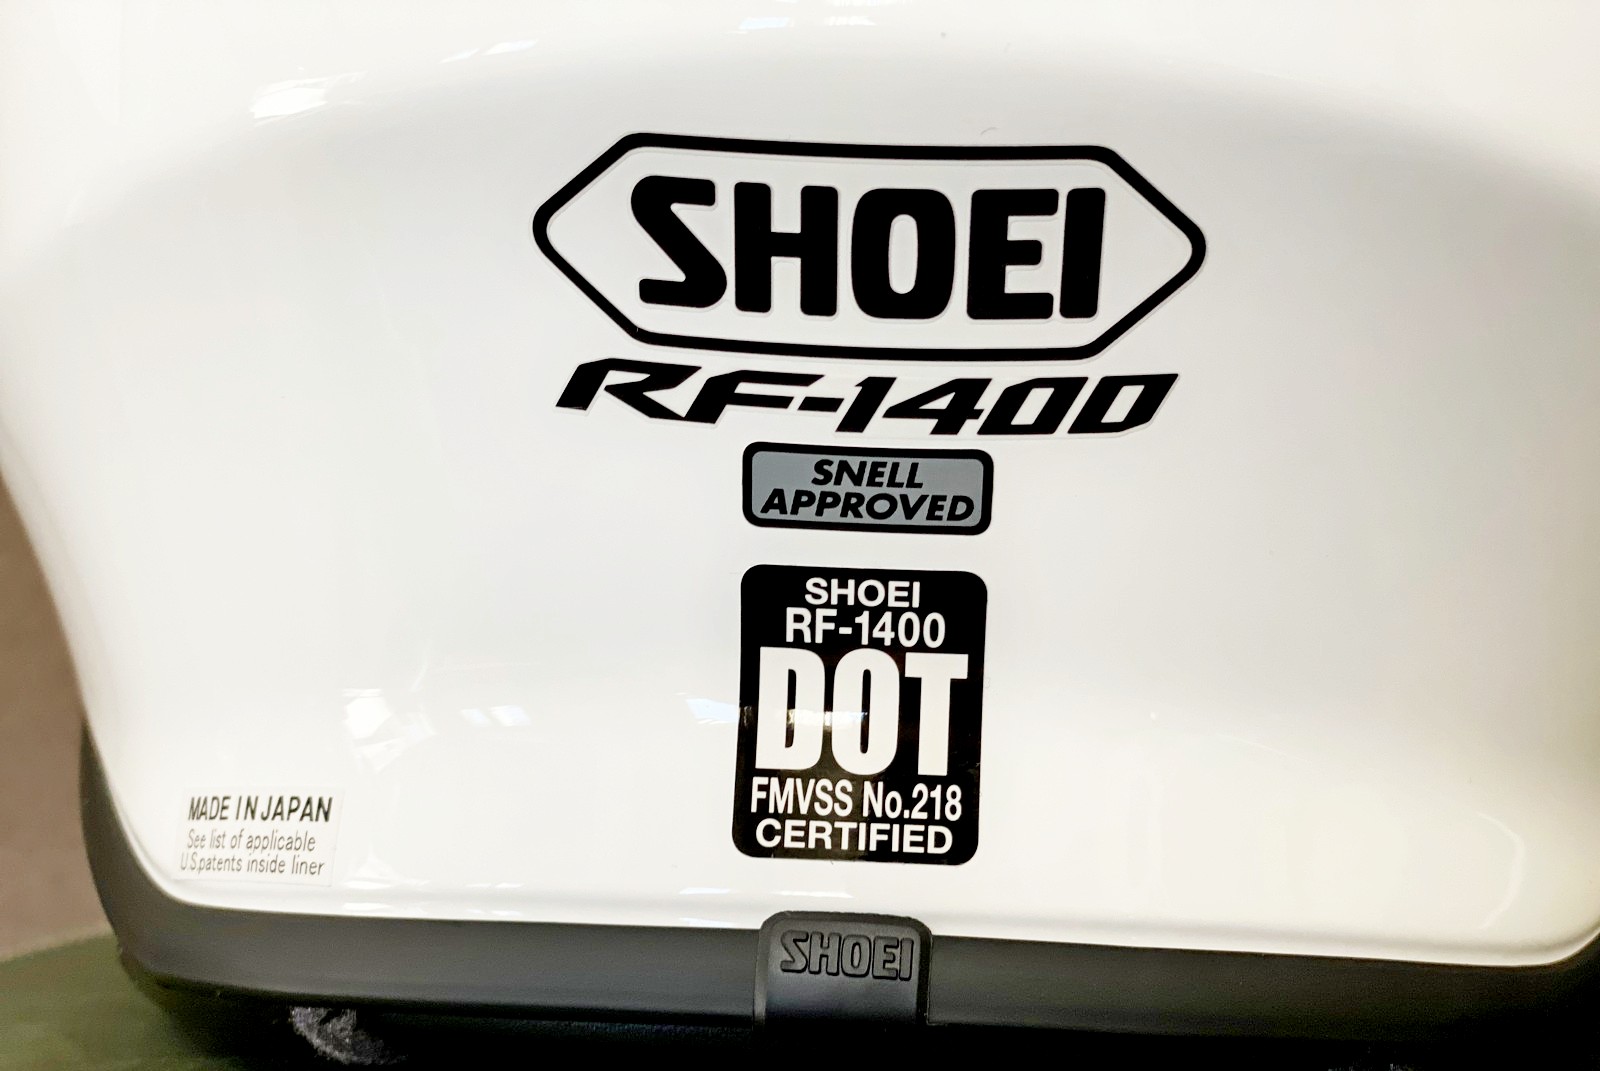 SHOEI
RF-1400
SNELL
APPROVED
SHOEI
RF-1400
DOT
FMVSS No.218
CERTIFIED
MADE IN JAPAN
See list of applicable
U.S.patents inside liner
SHOEI